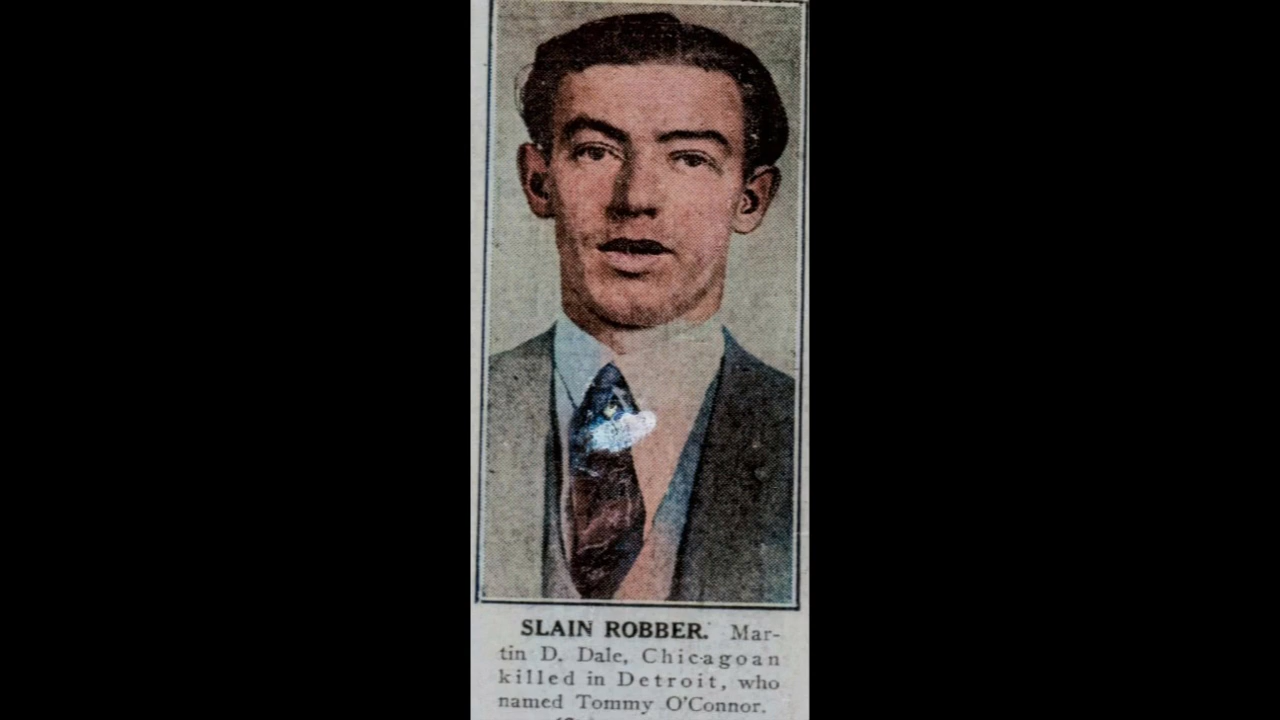 SLAIN ROBBER. Mar-
tin D. Dale, Chicagoan
killed in Detroit, who
named Tommy O'Connor.